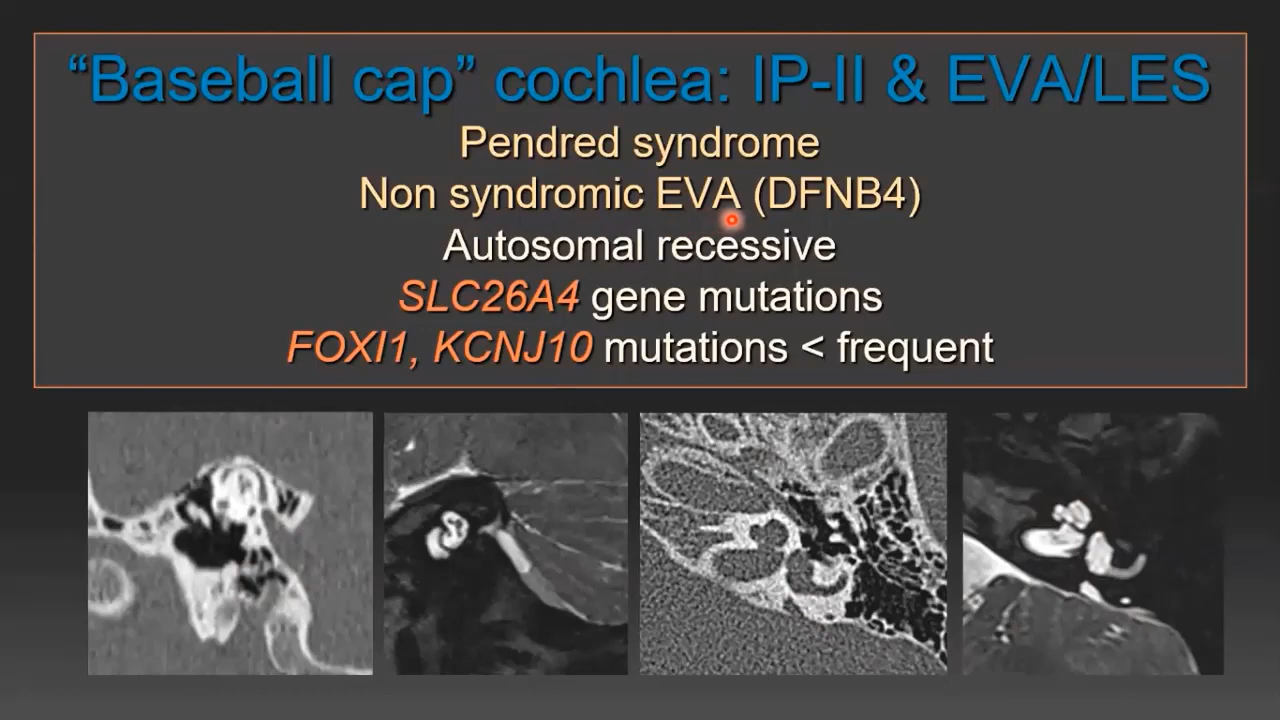 “Baseball cap” cochlea: IP-II & EVA/LES
Pendred syndrome
Non syndromic EVA (DFNB4)
Autosomal recessive
SLC26A4 gene mutations
FOXI1, KCNJ10 mutations < frequent